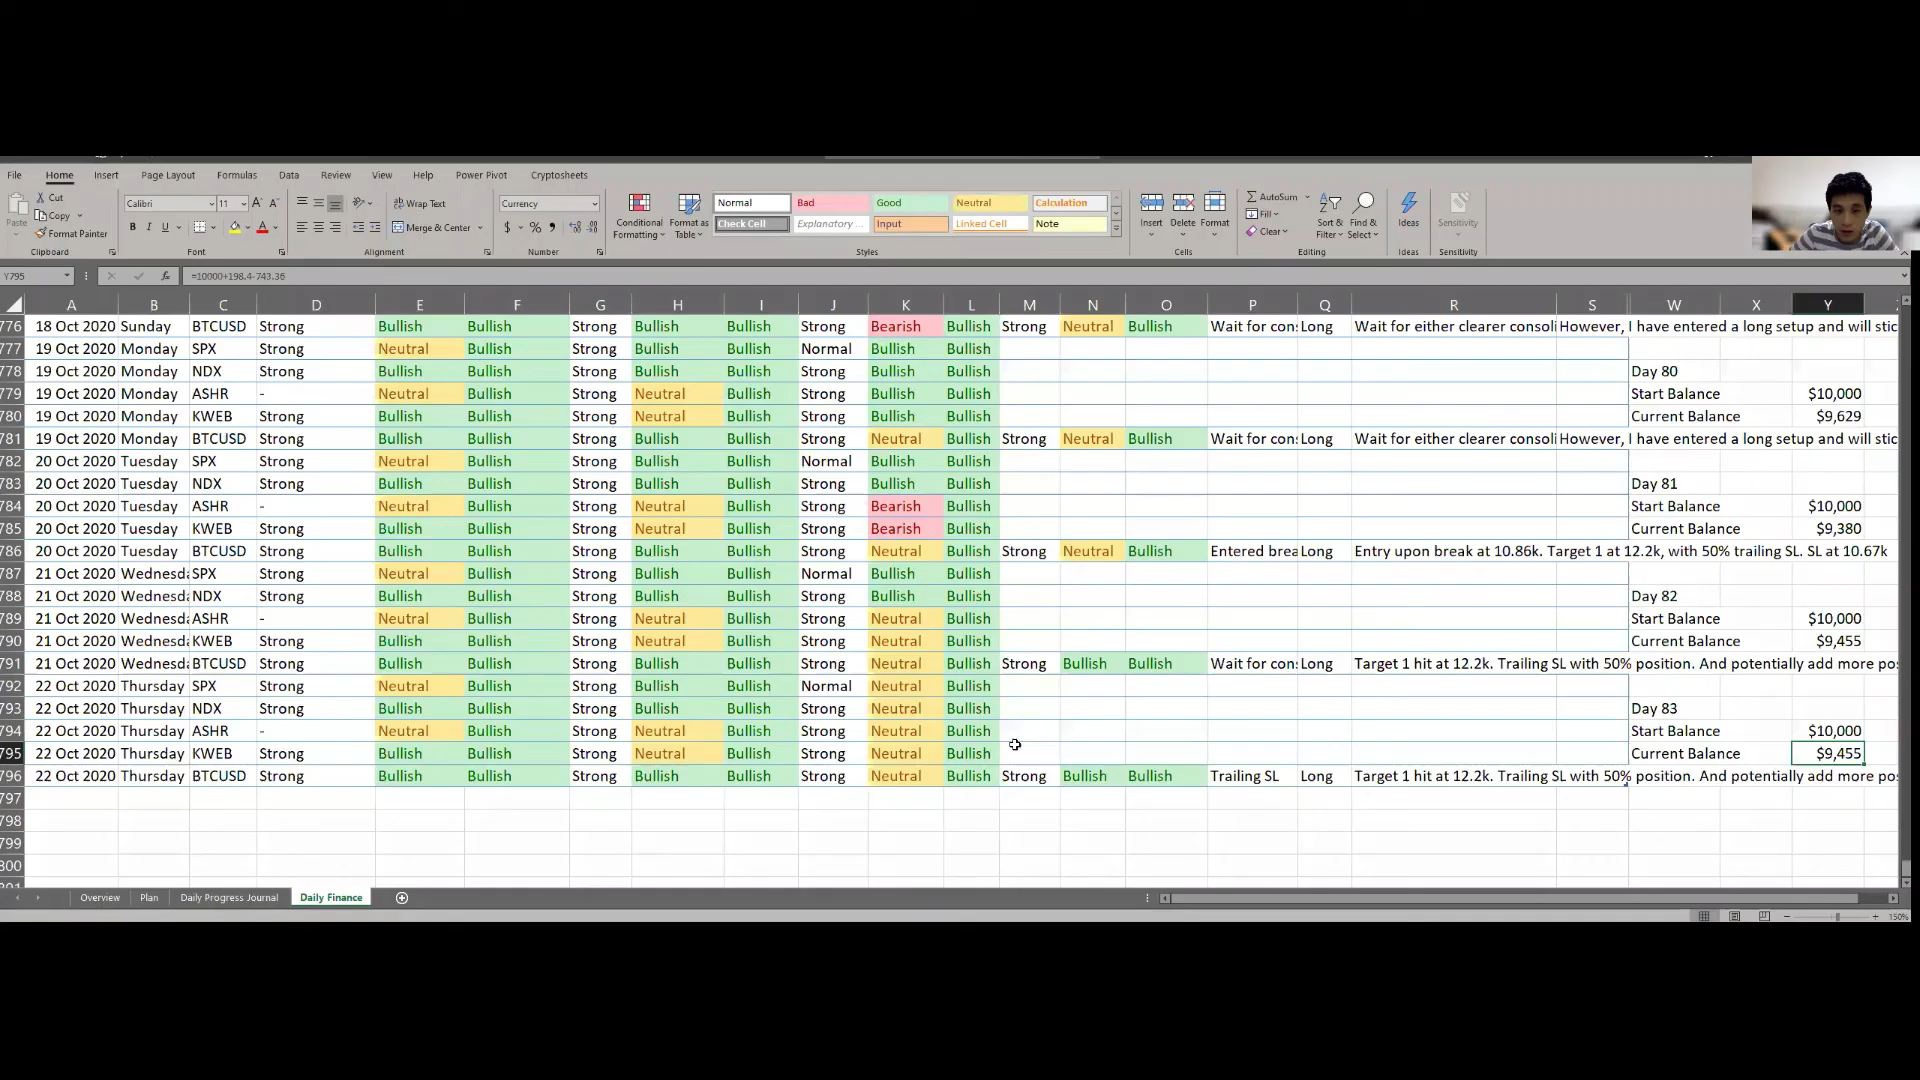 File Home Insert Page Layout Formulas Data Review View Help Power Pivot Cryptosheets
Cut
Copy
Format Painter
Paste
Clipboard
Calibri 11
B I U
Font
Wrap Text
Merge & Center
Alignment
Currency
$ % 9
Number
Conditional Formatting
Format as Table
Normal Bad Good Neutral Calculation
Check Cell Explanatory ... Input Linked Cell Note
Styles
Insert Delete Format
Cells
AutoSum
Fill
Clear
Sort & Filter
Find & Select
Editing
Ideas
Ideas
Sensitivity
Sensitivity
Y795 fx =10000+198.4-743.36
A B C D E F G H I J K L M N O P Q R S W X Y
776 18 Oct 2020 Sunday BTCUSD Strong Bullish Bullish Strong Bullish Bullish Strong Bearish Bullish Strong Neutral Bullish Wait for con: Long Wait for either clearer consoli However, I have entered a long setup and will stic
777 19 Oct 2020 Monday SPX Strong Neutral Bullish Strong Bullish Bullish Normal Bullish Bullish
778 19 Oct 2020 Monday NDX Strong Bullish Bullish Strong Bullish Bullish Strong Bullish Bullish Day 80
779 19 Oct 2020 Monday ASHR - Neutral Bullish Strong Neutral Bullish Strong Bullish Bullish Start Balance $10,000
780 19 Oct 2020 Monday KWEB Strong Bullish Bullish Strong Neutral Bullish Strong Bullish Bullish Current Balance $9,629
781 19 Oct 2020 Monday BTCUSD Strong Bullish Bullish Strong Bullish Bullish Strong Neutral Bullish Strong Neutral Bullish Wait for con: Long Wait for either clearer consoli However, I have entered a long setup and will stic
782 20 Oct 2020 Tuesday SPX Strong Neutral Bullish Strong Bullish Bullish Normal Bullish Bullish
783 20 Oct 2020 Tuesday NDX Strong Bullish Bullish Strong Bullish Bullish Strong Bullish Bullish Day 81
784 20 Oct 2020 Tuesday ASHR - Neutral Bullish Strong Neutral Bullish Strong Bearish Bullish Start Balance $10,000
785 20 Oct 2020 Tuesday KWEB Strong Bullish Bullish Strong Neutral Bullish Strong Bearish Bullish Current Balance $9,380
786 20 Oct 2020 Tuesday BTCUSD Strong Bullish Bullish Strong Bullish Bullish Strong Neutral Bullish Strong Neutral Bullish Entered brea Long Entry upon break at 10.86k. Target 1 at 12.2k, with 50% trailing SL. SL at 10.67k
787 21 Oct 2020 Wednesda SPX Strong Neutral Bullish Strong Bullish Bullish Normal Bullish Bullish
788 21 Oct 2020 Wednesda NDX Strong Bullish Bullish Strong Bullish Bullish Strong Bullish Bullish Day 82
789 21 Oct 2020 Wednesda ASHR - Neutral Bullish Strong Neutral Bullish Strong Neutral Bullish Start Balance $10,000
790 21 Oct 2020 Wednesda KWEB Strong Bullish Bullish Strong Neutral Bullish Strong Neutral Bullish Current Balance $9,455
791 21 Oct 2020 Wednesda BTCUSD Strong Bullish Bullish Strong Bullish Bullish Strong Neutral Bullish Strong Bullish Bullish Wait for con: Long Target 1 hit at 12.2k. Trailing SL with 50% position. And potentially add more pos
792 22 Oct 2020 Thursday SPX Strong Neutral Bullish Strong Bullish Bullish Normal Neutral Bullish
793 22 Oct 2020 Thursday NDX Strong Bullish Bullish Strong Bullish Bullish Strong Neutral Bullish Day 83
794 22 Oct 2020 Thursday ASHR - Neutral Bullish Strong Neutral Bullish Strong Neutral Bullish Start Balance $10,000
795 22 Oct 2020 Thursday KWEB Strong Bullish Bullish Strong Neutral Bullish Strong Neutral Bullish Current Balance $9,455
796 22 Oct 2020 Thursday BTCUSD Strong Bullish Bullish Strong Bullish Bullish Strong Neutral Bullish Strong Bullish Bullish Trailing SL Long Target 1 hit at 12.2k. Trailing SL with 50% position. And potentially add more pos
797
798
799
800
Overview Plan Daily Progress Journal Daily Finance
150%